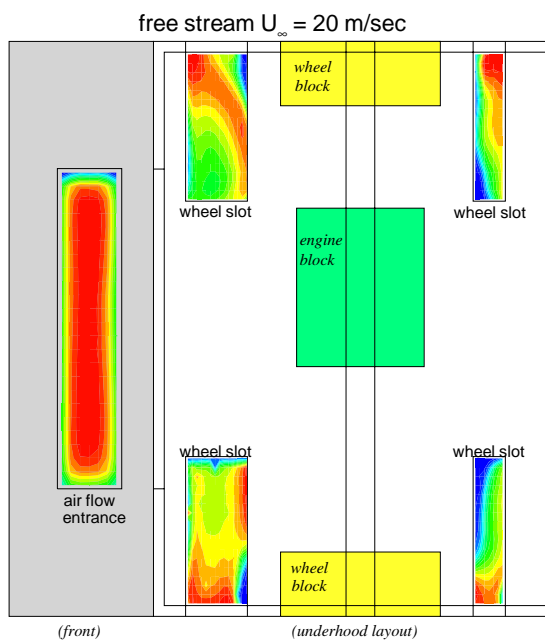 free stream U∞ = 20 m/sec
wheel
block
wheel slot
wheel slot
engine
block
wheel slot
wheel slot
air flow
entrance
wheel
block
(front)
(underhood layout)